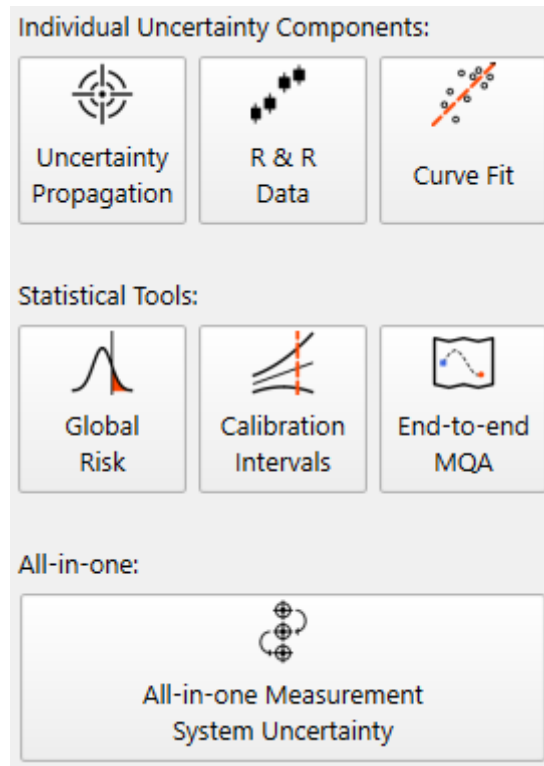 Individual Uncertainty Components:
Uncertainty
Propagation
R & R
Data
Curve Fit
Statistical Tools:
Global
Risk
Calibration
Intervals
End-to-end
MQA
All-in-one:
All-in-one Measurement
System Uncertainty